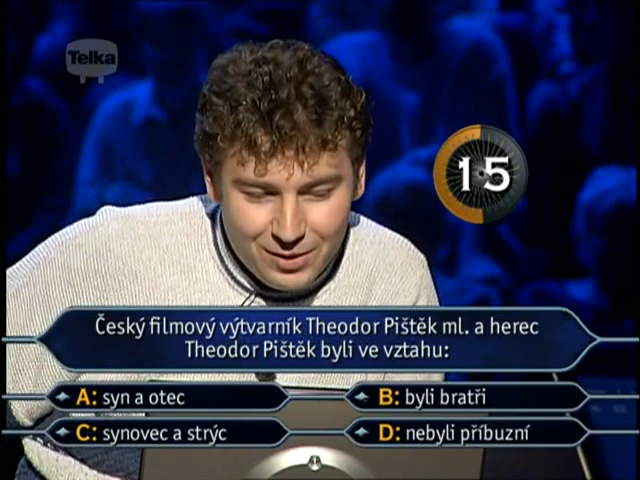 Telka
15
Český filmový výtvarník Theodor Pištěk ml. a herec
Theodor Pištěk byli ve vztahu:
A: syn a otec
B: byli bratři
C: synovec a strýc
D: nebyli příbuzní